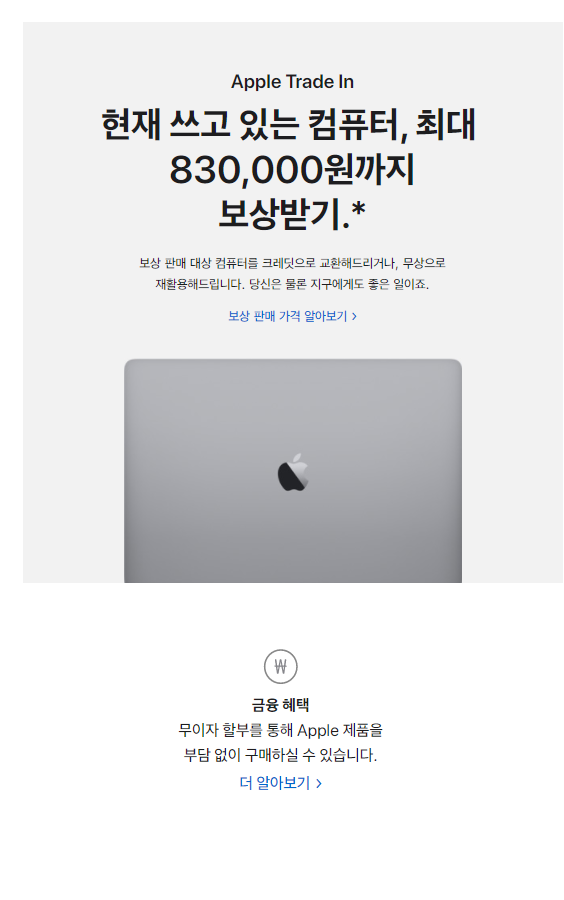 Apple Trade In
현재 쓰고 있는 컴퓨터, 최대
830,000원까지
보상받기.*
보상 판매 대상 컴퓨터를 크레딧으로 교환해드리거나, 무상으로
재활용해드립니다. 당신은 물론 지구에게도 좋은 일이죠.
보상 판매 가격 알아보기 >
₩
금융 혜택
무이자 할부를 통해 Apple 제품을
부담 없이 구매하실 수 있습니다.
더 알아보기 >